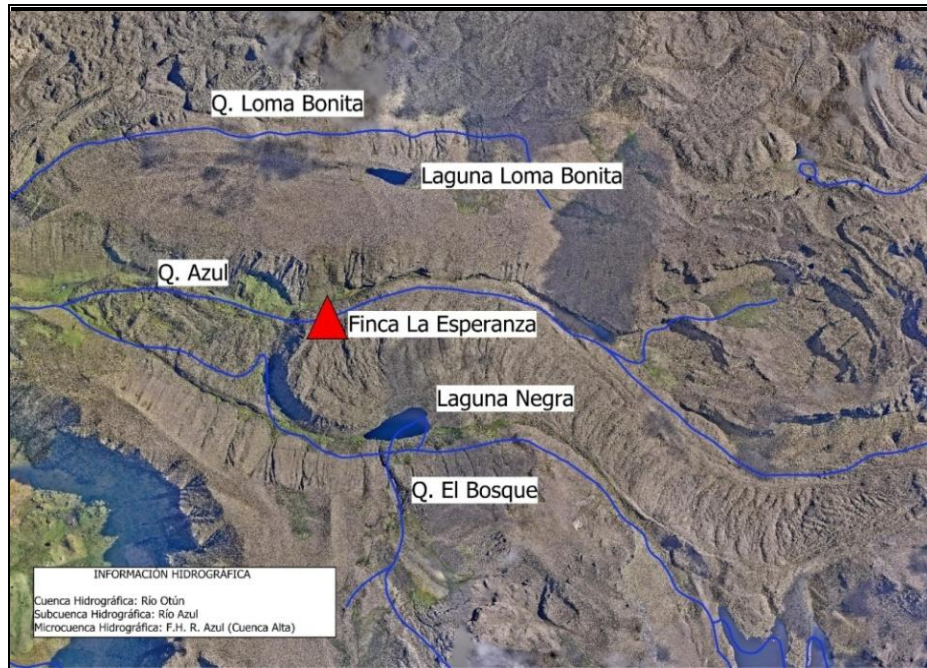 Q. Loma Bonita
Laguna Loma Bonita
Q. Azul
Finca La Esperanza
Laguna Negra
Q. El Bosque
INFORMACIÓN HIDROGRÁFICA
Cuenca Hidrográfica: Río Otún
Subcuenca Hidrográfica: Río Azul
Microcuenca Hidrográfica: F.H. R. Azul (Cuenca Alta)